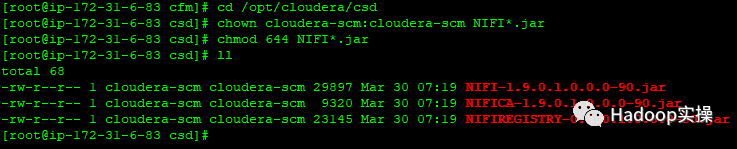 [root@ip-172-31-6-83 cfm]# cd /opt/cloudera/csd
[root@ip-172-31-6-83 csd]# chown cloudera-scm:cloudera-scm NIFI*.jar
[root@ip-172-31-6-83 csd]# chmod 644 NIFI*.jar
[root@ip-172-31-6-83 csd]# ll
total 68
-rw-r--r-- 1 cloudera-scm cloudera-scm 29897 Mar 30 07:19 NIFI-1.9.0.1.0.0.0-90.jar
-rw-r--r-- 1 cloudera-scm cloudera-scm 9320 Mar 30 07:19 NIFICA-1.9.0.1.0.0.0-90.jar
-rw-r--r-- 1 cloudera-scm cloudera-scm 23145 Mar 30 07:19
[root@ip-172-31-6-83 csd]#
Hadoop实操